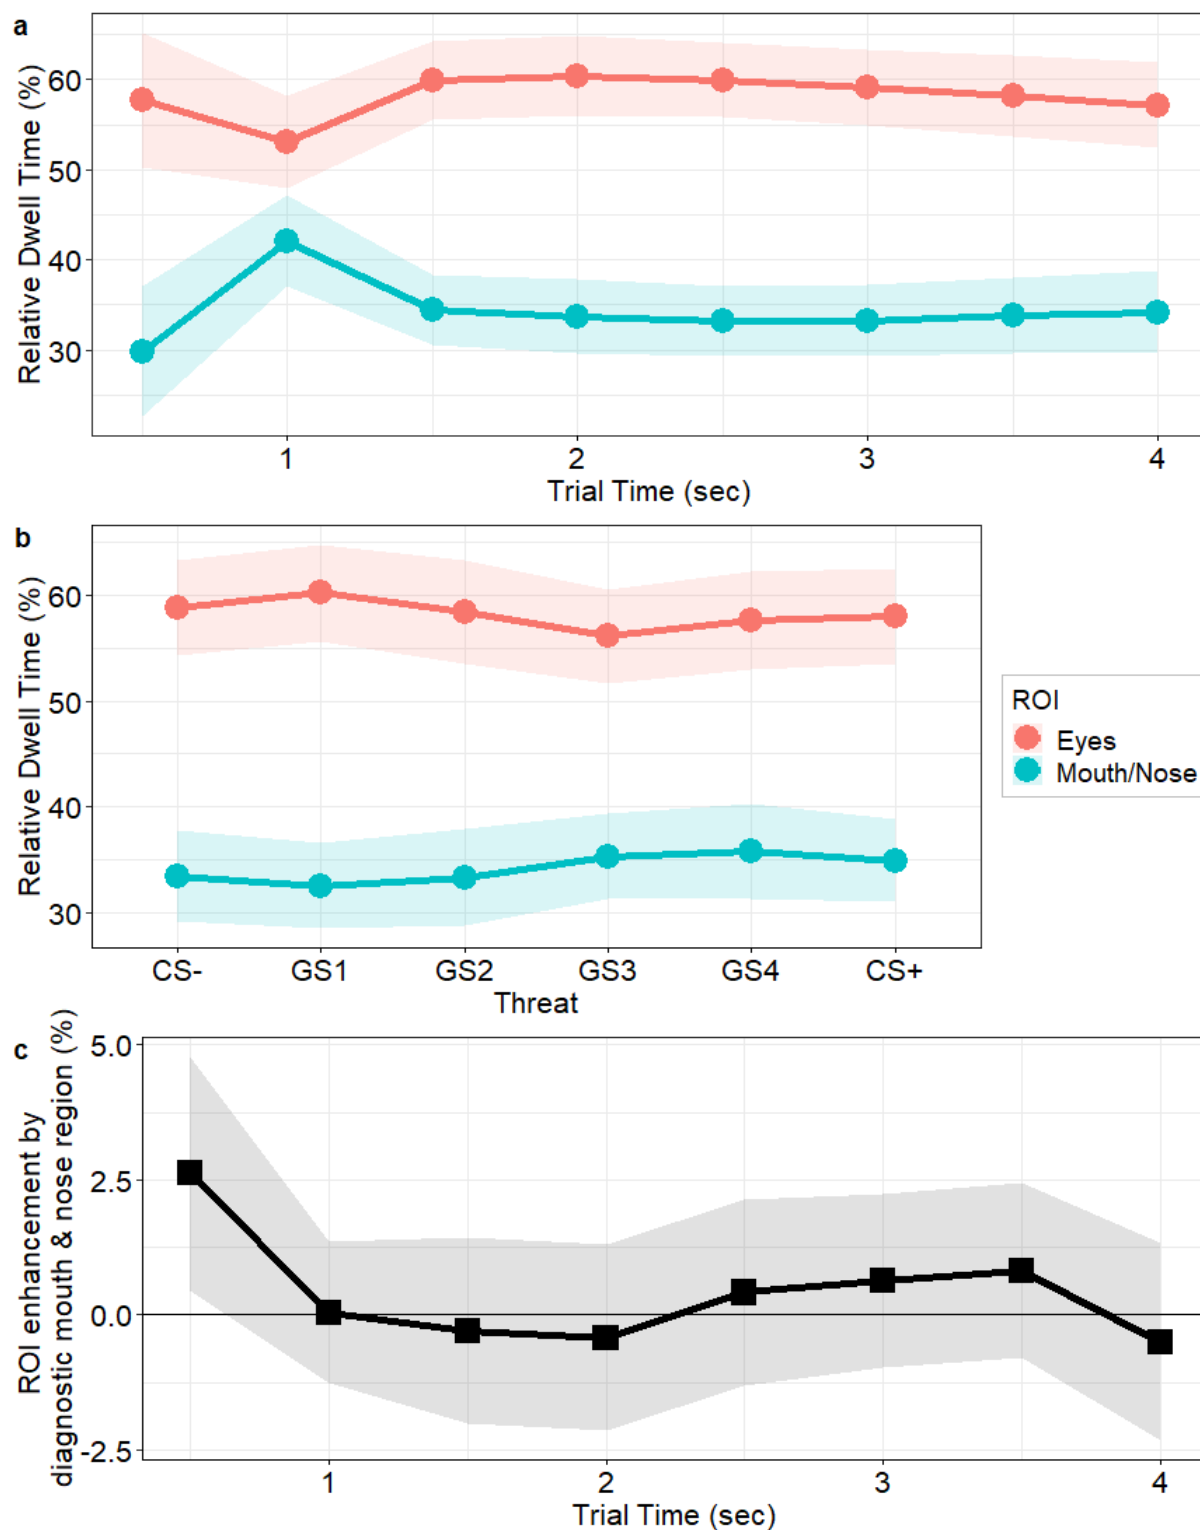 a
Relative Dwell Time (%)
60
50
40
30
1 2 3 4
Trial Time (sec)
b
Relative Dwell Time (%)
60
50
40
30
CS- GS1 GS2 GS3 GS4 CS+
Threat
ROI
Eyes
Mouth/Nose
c
ROI enhancement by
diagnostic mouth & nose region (%)
5.0
2.5
0.0
-2.5
1 2 3 4
Trial Time (sec)